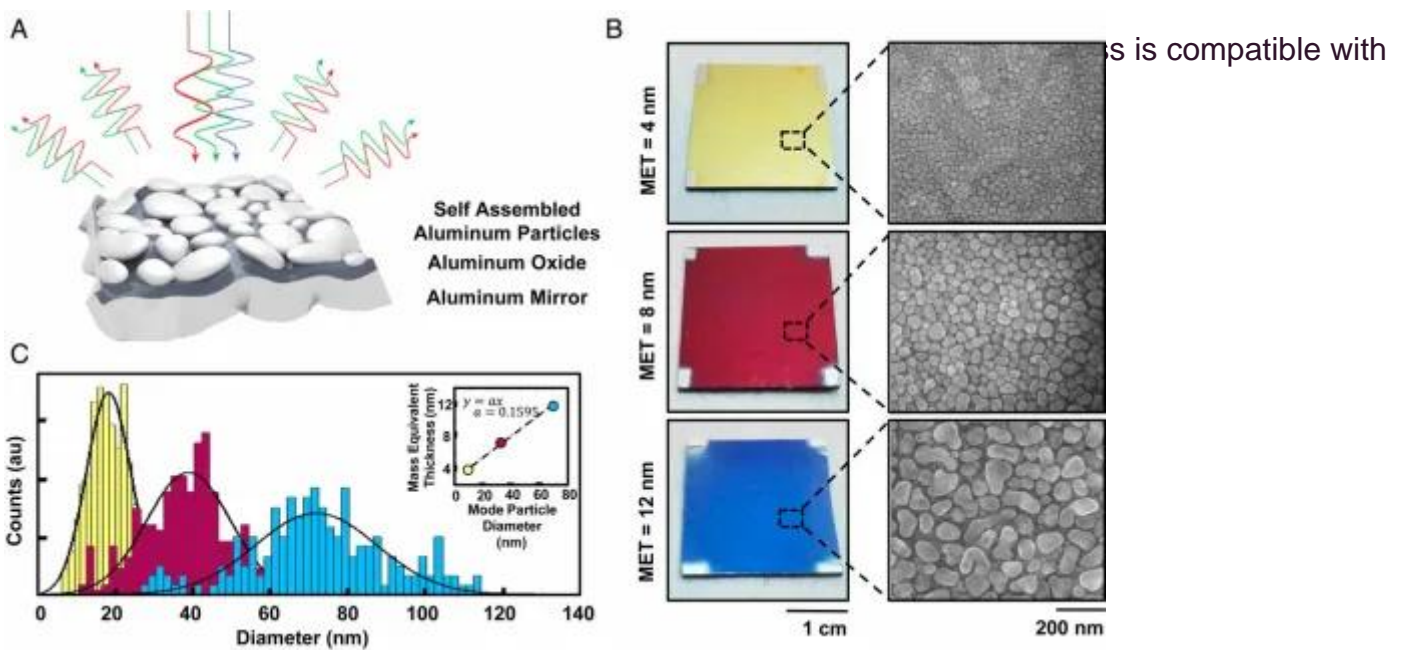 A
Self Assembled
Aluminum Particles
Aluminum Oxide
Aluminum Mirror
B
MET = 4 nm
MET = 8 nm
MET = 12 nm
1 cm
200 nm
s is compatible with
C
Counts (au)
0 20 40 60 80 100 120 140
Diameter (nm)
Mass Equivalent
Thickness (nm)
12
8
4
y = ax
a = 0.1595
0 20 40 60 80
Mode Particle
Diameter
(nm)